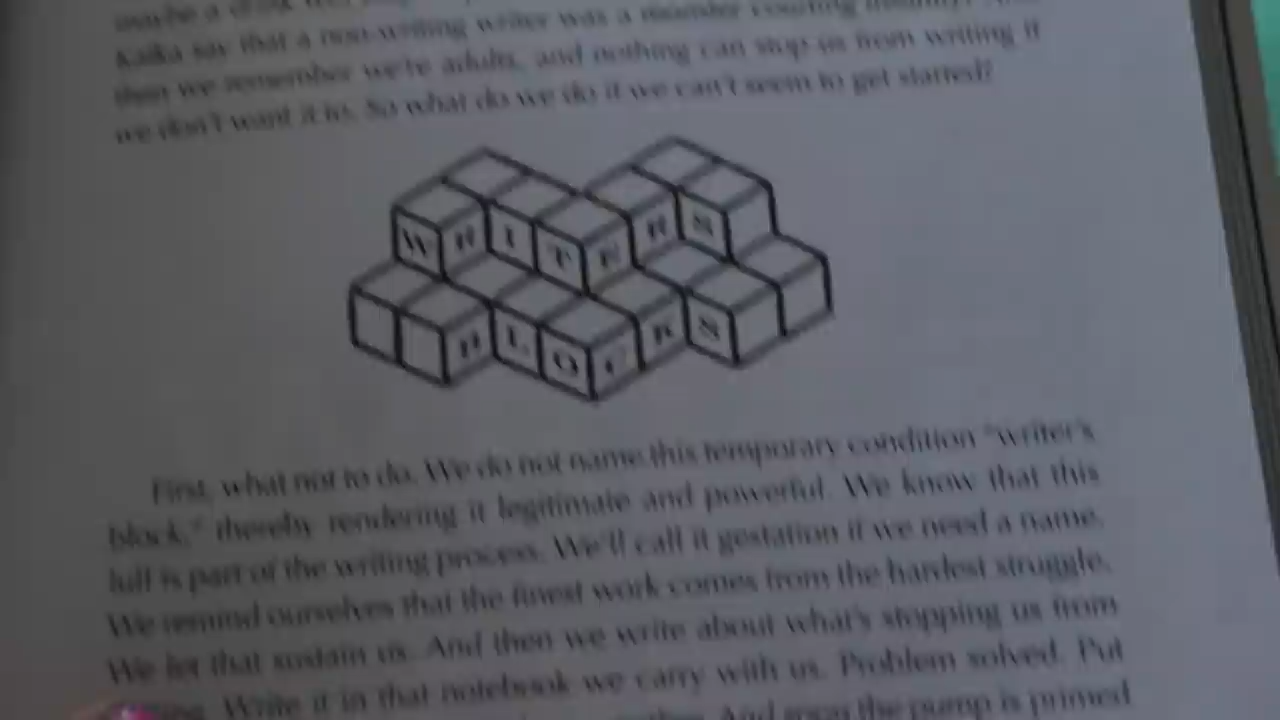 maybe a
Kafka say that a non-writing writer was a monster courting insanity?
then we remember we're adults, and nothing can stop us from writing if
we don't want it to. So what do we do if we can't seem to get started?
W R I T E R S
B L O C K S
First, what not to do. We do not name this temporary condition "writer's
block," thereby rendering it legitimate and powerful. We know that this
lull is part of the writing process. We'll call it gestation if we need a name.
We remind ourselves that the finest work comes from the hardest struggle.
We let that sustain us. And then we write about what's stopping us from
Write it in that notebook we carry with us. Problem solved. Put
And soon the pump is primed